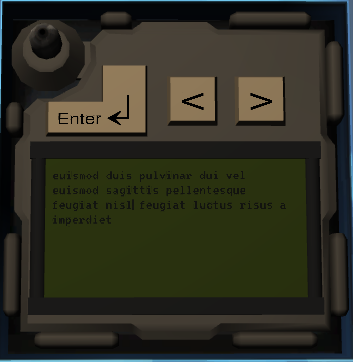 Enter
< >
euismod duis pulvinar dui vel
euismod sagittis pellentesque
feugiat nisl feugiat luctus risus a
imperdiet